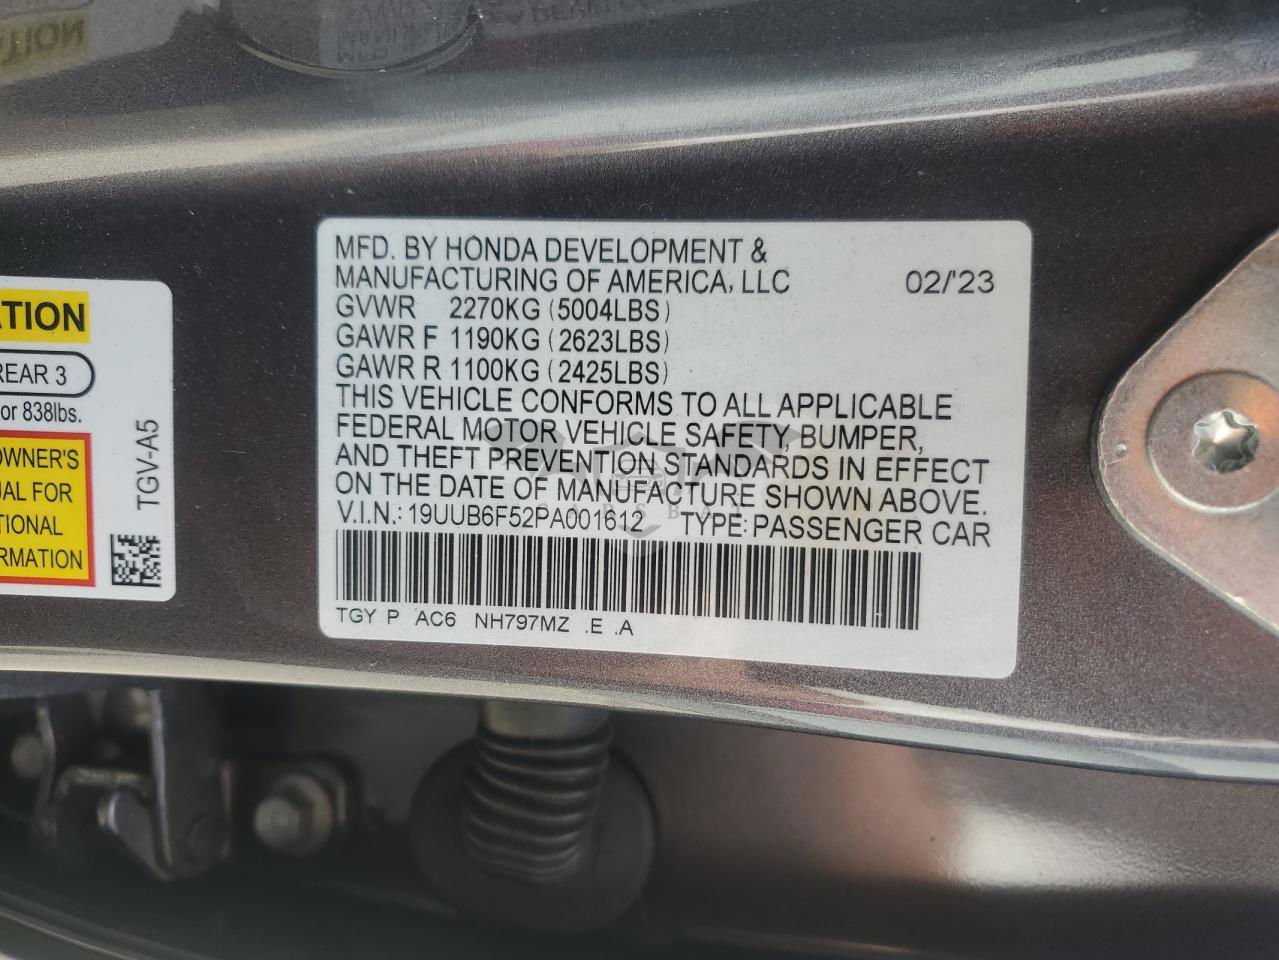 ATION
REAR 3
or 838lbs.
OWNER'S
UAL FOR
TIONAL
RMATION
TGV-A5
MFD. BY HONDA DEVELOPMENT &
MANUFACTURING OF AMERICA, LLC 02/'23
GVWR 2270KG (5004LBS)
GAWR F 1190KG (2623LBS)
GAWR R 1100KG (2425LBS)
THIS VEHICLE CONFORMS TO ALL APPLICABLE
FEDERAL MOTOR VEHICLE SAFETY, BUMPER,
AND THEFT PREVENTION STANDARDS IN EFFECT
ON THE DATE OF MANUFACTURE SHOWN ABOVE.
V.I.N.: 19UUB6F52PA001612 TYPE: PASSENGER CAR
TGY P AC6 NH797MZ .E .A